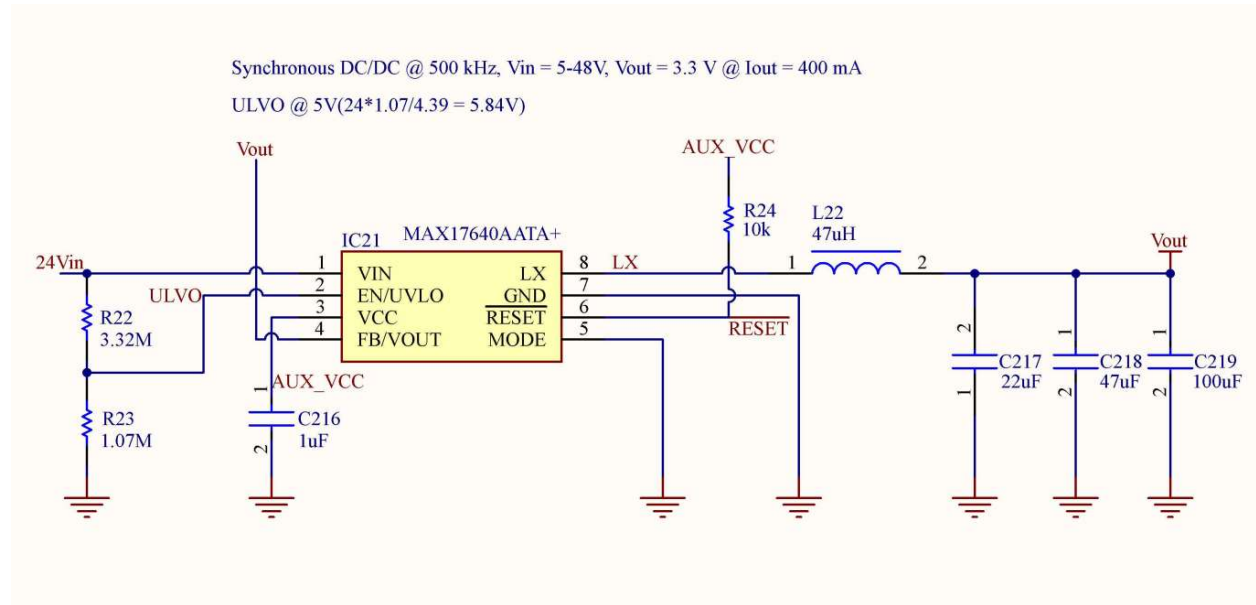 Synchronous DC/DC @ 500 kHz, Vin = 5-48V, Vout = 3.3 V @ Iout = 400 mA
ULVO @ 5V(24*1.07/4.39 = 5.84V)
Vout
AUX_VCC
R24
10k
L22
47uH
IC21
MAX17640AATA+
Vout
24Vin
1
VIN
LX
8
LX
1
2
ULVO
2
EN/UVLO
GND
7
3
VCC
RESET
6
RESET
4
FB/VOUT
MODE
5
R22
3.32M
AUX_VCC
1
C216
1uF
2
R23
1.07M
2
C217
22uF
1
1
C218
47uF
2
1
C219
100uF
2